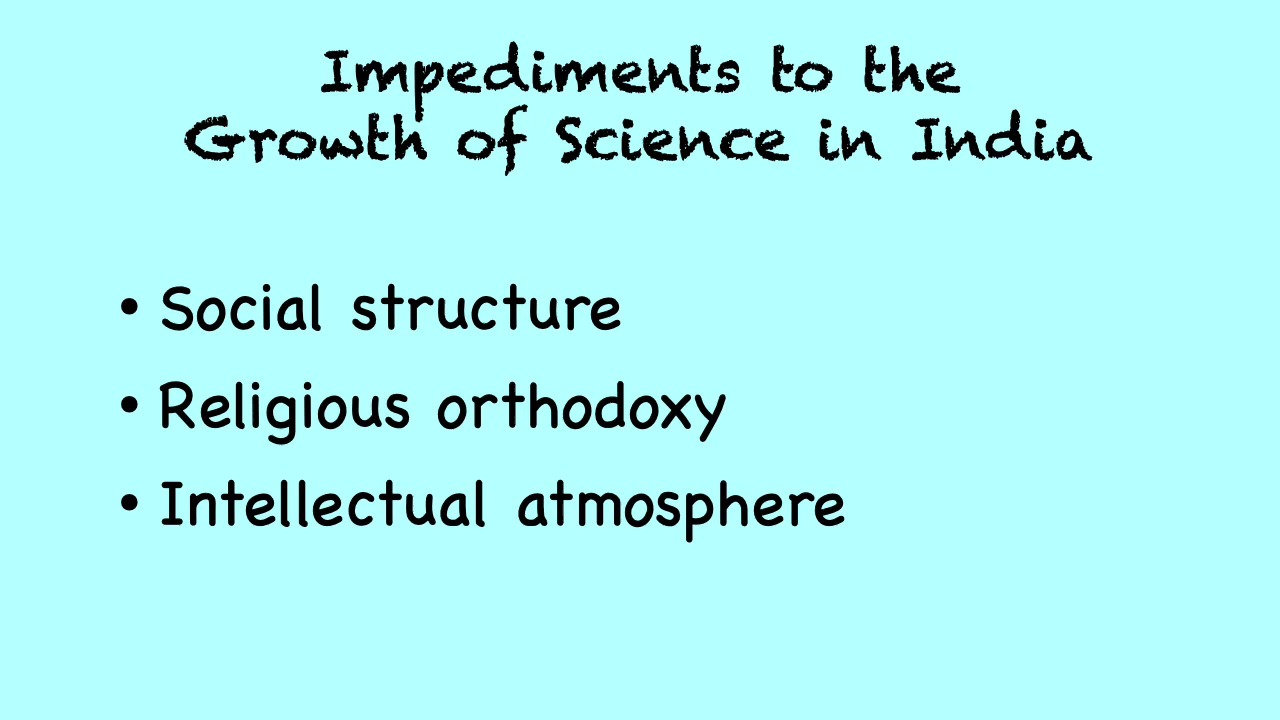 Impediments to the
Growth of Science in India
• Social structure
• Religious orthodoxy
• Intellectual atmosphere